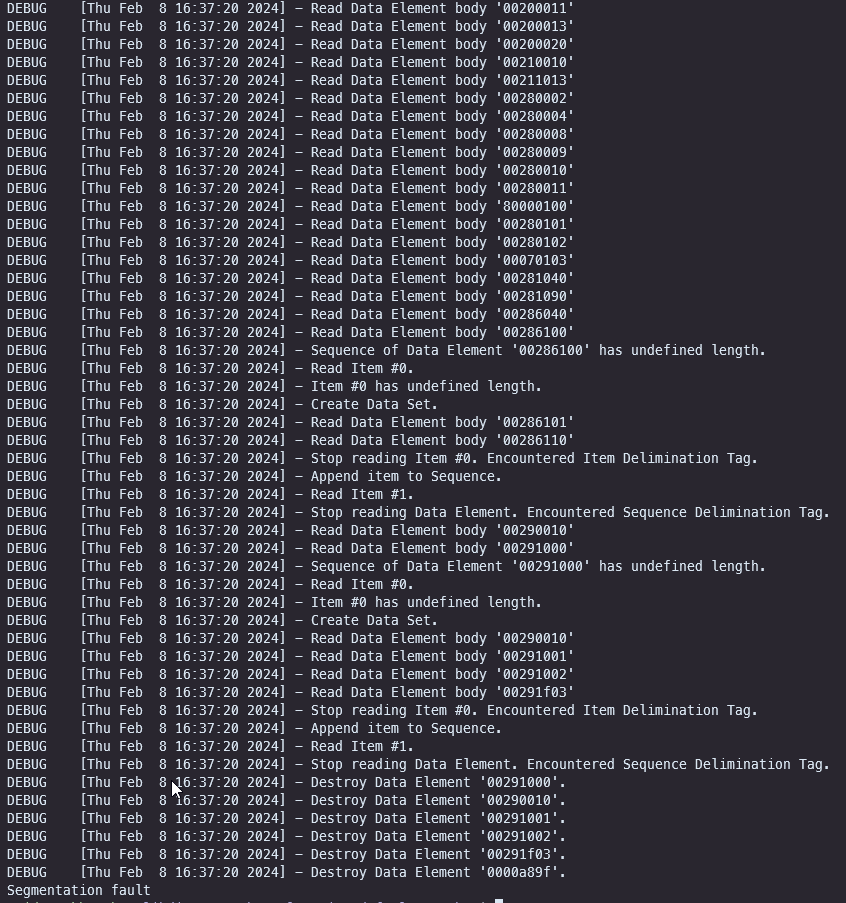 DEBUG    [Thu Feb  8 16:37:20 2024] – Read Data Element body '00200011'
DEBUG    [Thu Feb  8 16:37:20 2024] – Read Data Element body '00200013'
DEBUG    [Thu Feb  8 16:37:20 2024] – Read Data Element body '00200020'
DEBUG    [Thu Feb  8 16:37:20 2024] – Read Data Element body '00210010'
DEBUG    [Thu Feb  8 16:37:20 2024] – Read Data Element body '00211013'
DEBUG    [Thu Feb  8 16:37:20 2024] – Read Data Element body '00280002'
DEBUG    [Thu Feb  8 16:37:20 2024] – Read Data Element body '00280004'
DEBUG    [Thu Feb  8 16:37:20 2024] – Read Data Element body '00280008'
DEBUG    [Thu Feb  8 16:37:20 2024] – Read Data Element body '00280009'
DEBUG    [Thu Feb  8 16:37:20 2024] – Read Data Element body '00280010'
DEBUG    [Thu Feb  8 16:37:20 2024] – Read Data Element body '00280011'
DEBUG    [Thu Feb  8 16:37:20 2024] – Read Data Element body '80000100'
DEBUG    [Thu Feb  8 16:37:20 2024] – Read Data Element body '00280101'
DEBUG    [Thu Feb  8 16:37:20 2024] – Read Data Element body '00280102'
DEBUG    [Thu Feb  8 16:37:20 2024] – Read Data Element body '00070103'
DEBUG    [Thu Feb  8 16:37:20 2024] – Read Data Element body '00281040'
DEBUG    [Thu Feb  8 16:37:20 2024] – Read Data Element body '00281090'
DEBUG    [Thu Feb  8 16:37:20 2024] – Read Data Element body '00286040'
DEBUG    [Thu Feb  8 16:37:20 2024] – Read Data Element body '00286100'
DEBUG    [Thu Feb  8 16:37:20 2024] – Sequence of Data Element '00286100' has undefined length.
DEBUG    [Thu Feb  8 16:37:20 2024] – Read Item #0.
DEBUG    [Thu Feb  8 16:37:20 2024] – Item #0 has undefined length.
DEBUG    [Thu Feb  8 16:37:20 2024] – Create Data Set.
DEBUG    [Thu Feb  8 16:37:20 2024] – Read Data Element body '00286101'
DEBUG    [Thu Feb  8 16:37:20 2024] – Read Data Element body '00286110'
DEBUG    [Thu Feb  8 16:37:20 2024] – Stop reading Item #0. Encountered Item Delimination Tag.
DEBUG    [Thu Feb  8 16:37:20 2024] – Append item to Sequence.
DEBUG    [Thu Feb  8 16:37:20 2024] – Read Item #1.
DEBUG    [Thu Feb  8 16:37:20 2024] – Stop reading Data Element. Encountered Sequence Delimination Tag.
DEBUG    [Thu Feb  8 16:37:20 2024] – Read Data Element body '00290010'
DEBUG    [Thu Feb  8 16:37:20 2024] – Read Data Element body '00291000'
DEBUG    [Thu Feb  8 16:37:20 2024] – Sequence of Data Element '00291000' has undefined length.
DEBUG    [Thu Feb  8 16:37:20 2024] – Read Item #0.
DEBUG    [Thu Feb  8 16:37:20 2024] – Item #0 has undefined length.
DEBUG    [Thu Feb  8 16:37:20 2024] – Create Data Set.
DEBUG    [Thu Feb  8 16:37:20 2024] – Read Data Element body '00290010'
DEBUG    [Thu Feb  8 16:37:20 2024] – Read Data Element body '00291001'
DEBUG    [Thu Feb  8 16:37:20 2024] – Read Data Element body '00291002'
DEBUG    [Thu Feb  8 16:37:20 2024] – Read Data Element body '00291f03'
DEBUG    [Thu Feb  8 16:37:20 2024] – Stop reading Item #0. Encountered Item Delimination Tag.
DEBUG    [Thu Feb  8 16:37:20 2024] – Append item to Sequence.
DEBUG    [Thu Feb  8 16:37:20 2024] – Read Item #1.
DEBUG    [Thu Feb  8 16:37:20 2024] – Stop reading Data Element. Encountered Sequence Delimination Tag.
DEBUG    [Thu Feb  8 16:37:20 2024] – Destroy Data Element '00291000'.
DEBUG    [Thu Feb  8 16:37:20 2024] – Destroy Data Element '00290010'.
DEBUG    [Thu Feb  8 16:37:20 2024] – Destroy Data Element '00291001'.
DEBUG    [Thu Feb  8 16:37:20 2024] – Destroy Data Element '00291002'.
DEBUG    [Thu Feb  8 16:37:20 2024] – Destroy Data Element '00291f03'.
DEBUG    [Thu Feb  8 16:37:20 2024] – Destroy Data Element '0000a89f'.
Segmentation fault